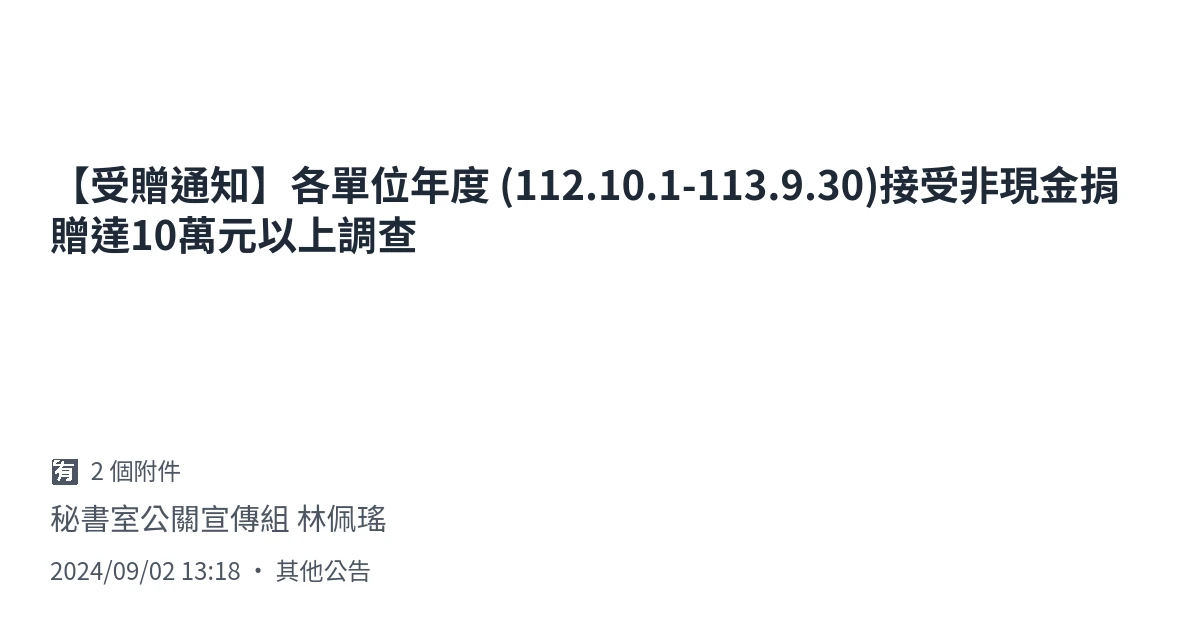 【受贈通知】各單位年度 (112.10.1-113.9.30)接受非現金捐
贈達10萬元以上調查
有 2 個附件
秘書室公關宣傳組 林佩瑤
2024/09/02 13:18 • 其他公告